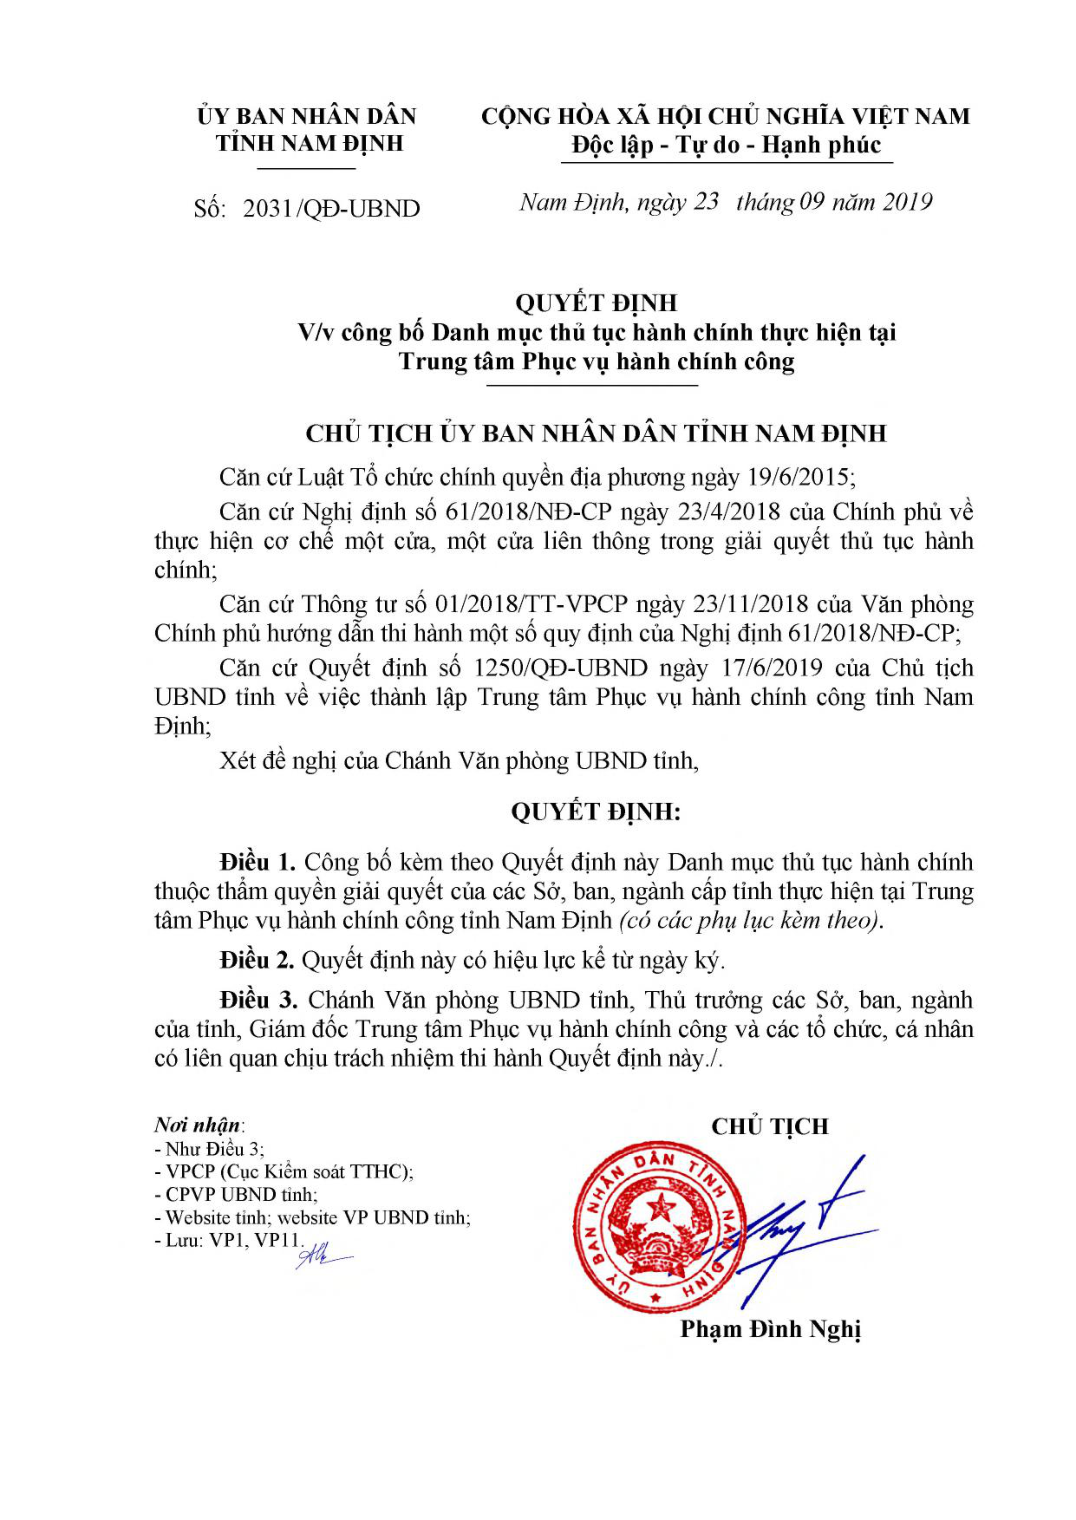 ỦY BAN NHÂN DÂN
TỈNH NAM ĐỊNH
CỘNG HÒA XÃ HỘI CHỦ NGHĨA VIỆT NAM
Độc lập - Tự do - Hạnh phúc
Số: 2031/QĐ-UBND
Nam Định, ngày 23 tháng 09 năm 2019
QUYẾT ĐỊNH
V/v công bố Danh mục thủ tục hành chính thực hiện tại
Trung tâm Phục vụ hành chính công
CHỦ TỊCH ỦY BAN NHÂN DÂN TỈNH NAM ĐỊNH
Căn cứ Luật Tổ chức chính quyền địa phương ngày 19/6/2015;
Căn cứ Nghị định số 61/2018/NĐ-CP ngày 23/4/2018 của Chính phủ về
thực hiện cơ chế một cửa, một cửa liên thông trong giải quyết thủ tục hành
chính;
Căn cứ Thông tư số 01/2018/TT-VPCP ngày 23/11/2018 của Văn phòng
Chính phủ hướng dẫn thi hành một số quy định của Nghị định 61/2018/NĐ-CP;
Căn cứ Quyết định số 1250/QĐ-UBND ngày 17/6/2019 của Chủ tịch
UBND tỉnh về việc thành lập Trung tâm Phục vụ hành chính công tỉnh Nam
Định;
Xét đề nghị của Chánh Văn phòng UBND tỉnh,
QUYẾT ĐỊNH:
Điều 1. Công bố kèm theo Quyết định này Danh mục thủ tục hành chính
thuộc thẩm quyền giải quyết của các Sở, ban, ngành cấp tỉnh thực hiện tại Trung
tâm Phục vụ hành chính công tỉnh Nam Định (có các phụ lục kèm theo).
Điều 2. Quyết định này có hiệu lực kể từ ngày ký.
Điều 3. Chánh Văn phòng UBND tỉnh, Thủ trưởng các Sở, ban, ngành
của tỉnh, Giám đốc Trung tâm Phục vụ hành chính công và các tổ chức, cá nhân
có liên quan chịu trách nhiệm thi hành Quyết định này./.
Nơi nhận:
- Như Điều 3;
- VPCP (Cục Kiểm soát TTHC);
- CPVP UBND tỉnh;
- Website tỉnh; website VP UBND tỉnh;
- Lưu: VP1, VP11.
CHỦ TỊCH
ỦY BAN NHÂN DÂN TỈNH NAM ĐỊNH
Phạm Đình Nghị